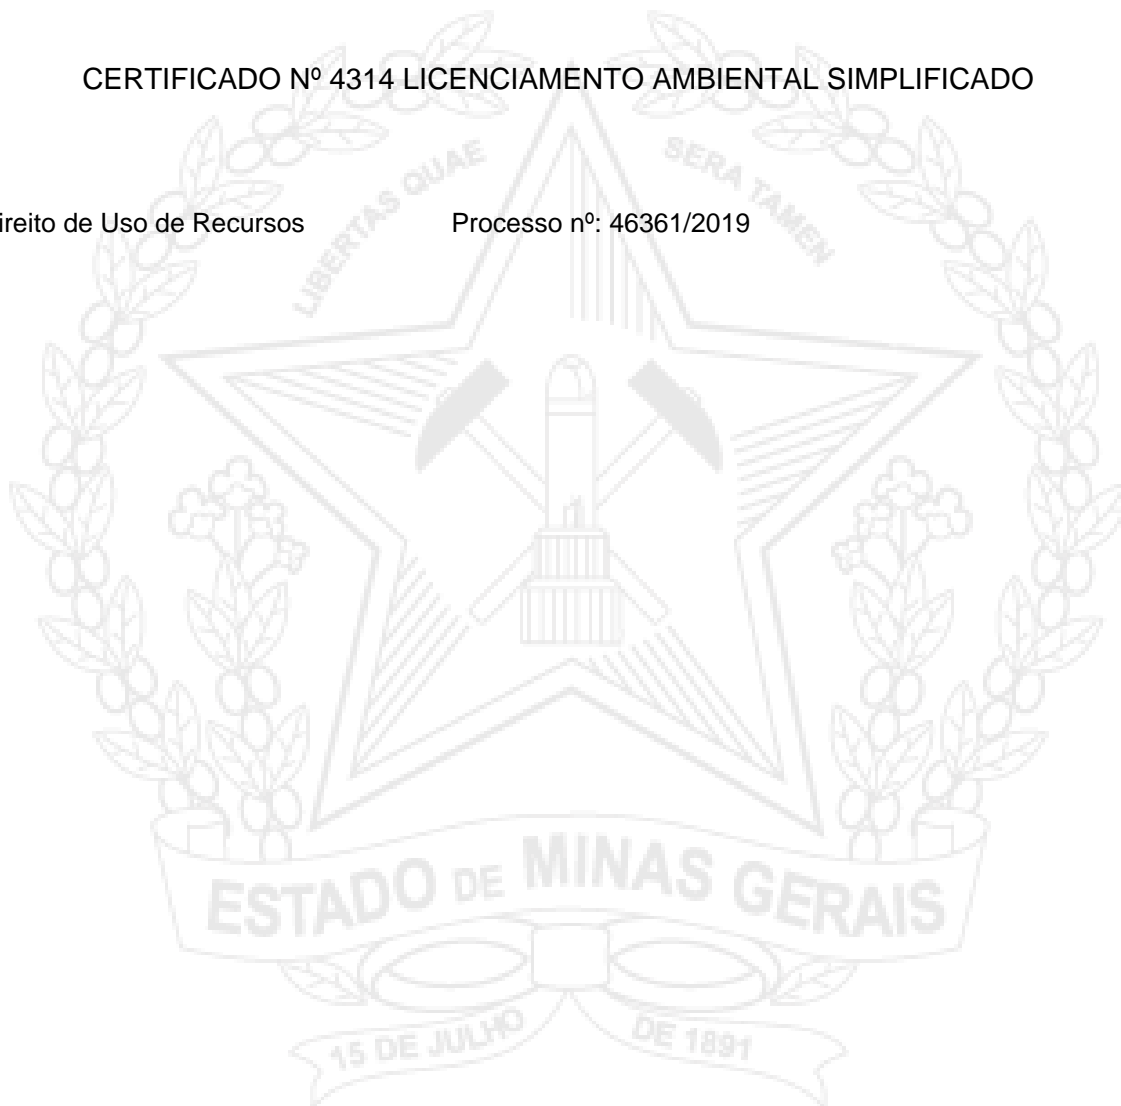 CERTIFICADO Nº 4314 LICENCIAMENTO AMBIENTAL SIMPLIFICADO
LIBERTAS QUAE SERA TAMEN
ireito de Uso de Recursos Processo nº: 46361/2019
ESTADO DE MINAS GERAIS
15 DE JULHO DE 1891